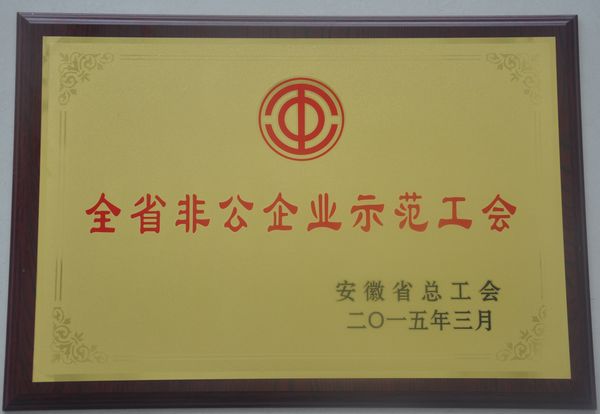 全省非公企业示范工会
安徽省总工会
二〇一五年三月